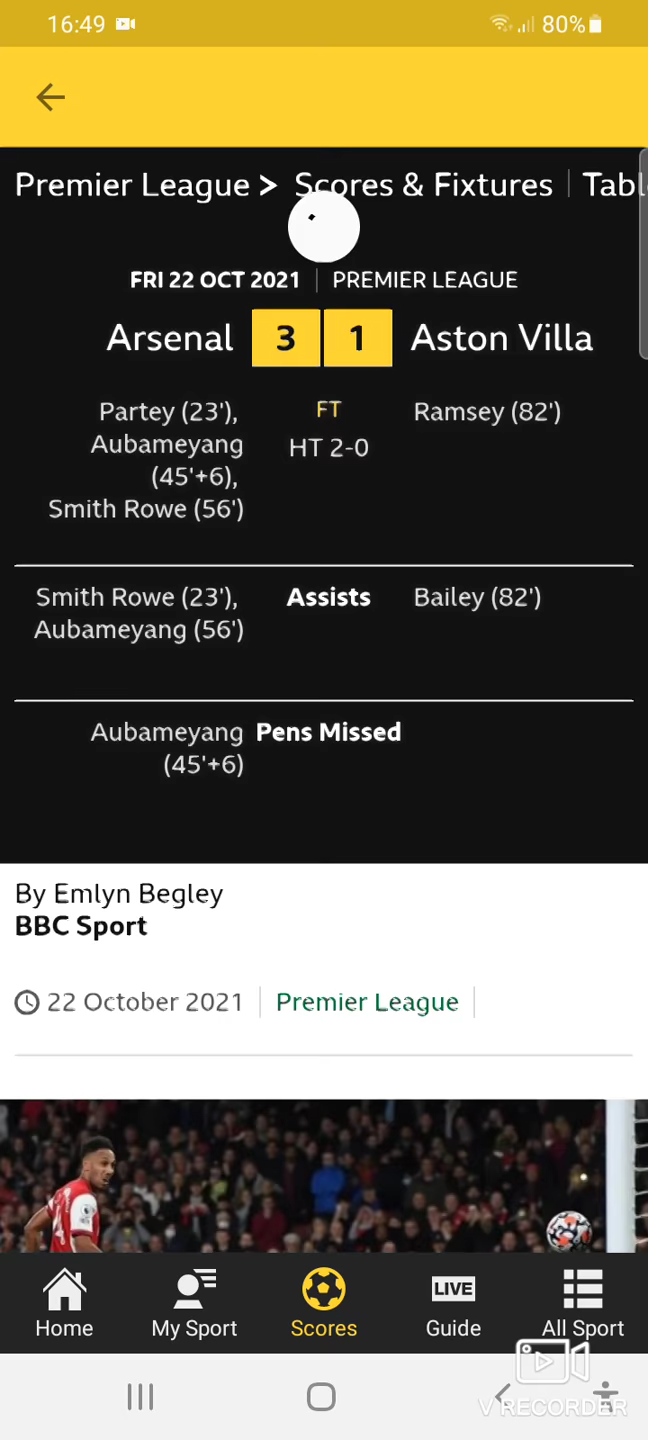 16:49 80%
Premier League > Scores & Fixtures
FRI 22 OCT 2021 | PREMIER LEAGUE
Arsenal 3 1 Aston Villa
Partey (23'), FT Ramsey (82')
Aubameyang HT 2-0
(45'+6),
Smith Rowe (56')
Smith Rowe (23'), Assists Bailey (82')
Aubameyang (56')
Aubameyang Pens Missed
(45'+6)
By Emlyn Begley
BBC Sport
22 October 2021 | Premier League
LIVE
Home My Sport Scores Guide All Sport
V RECORDER